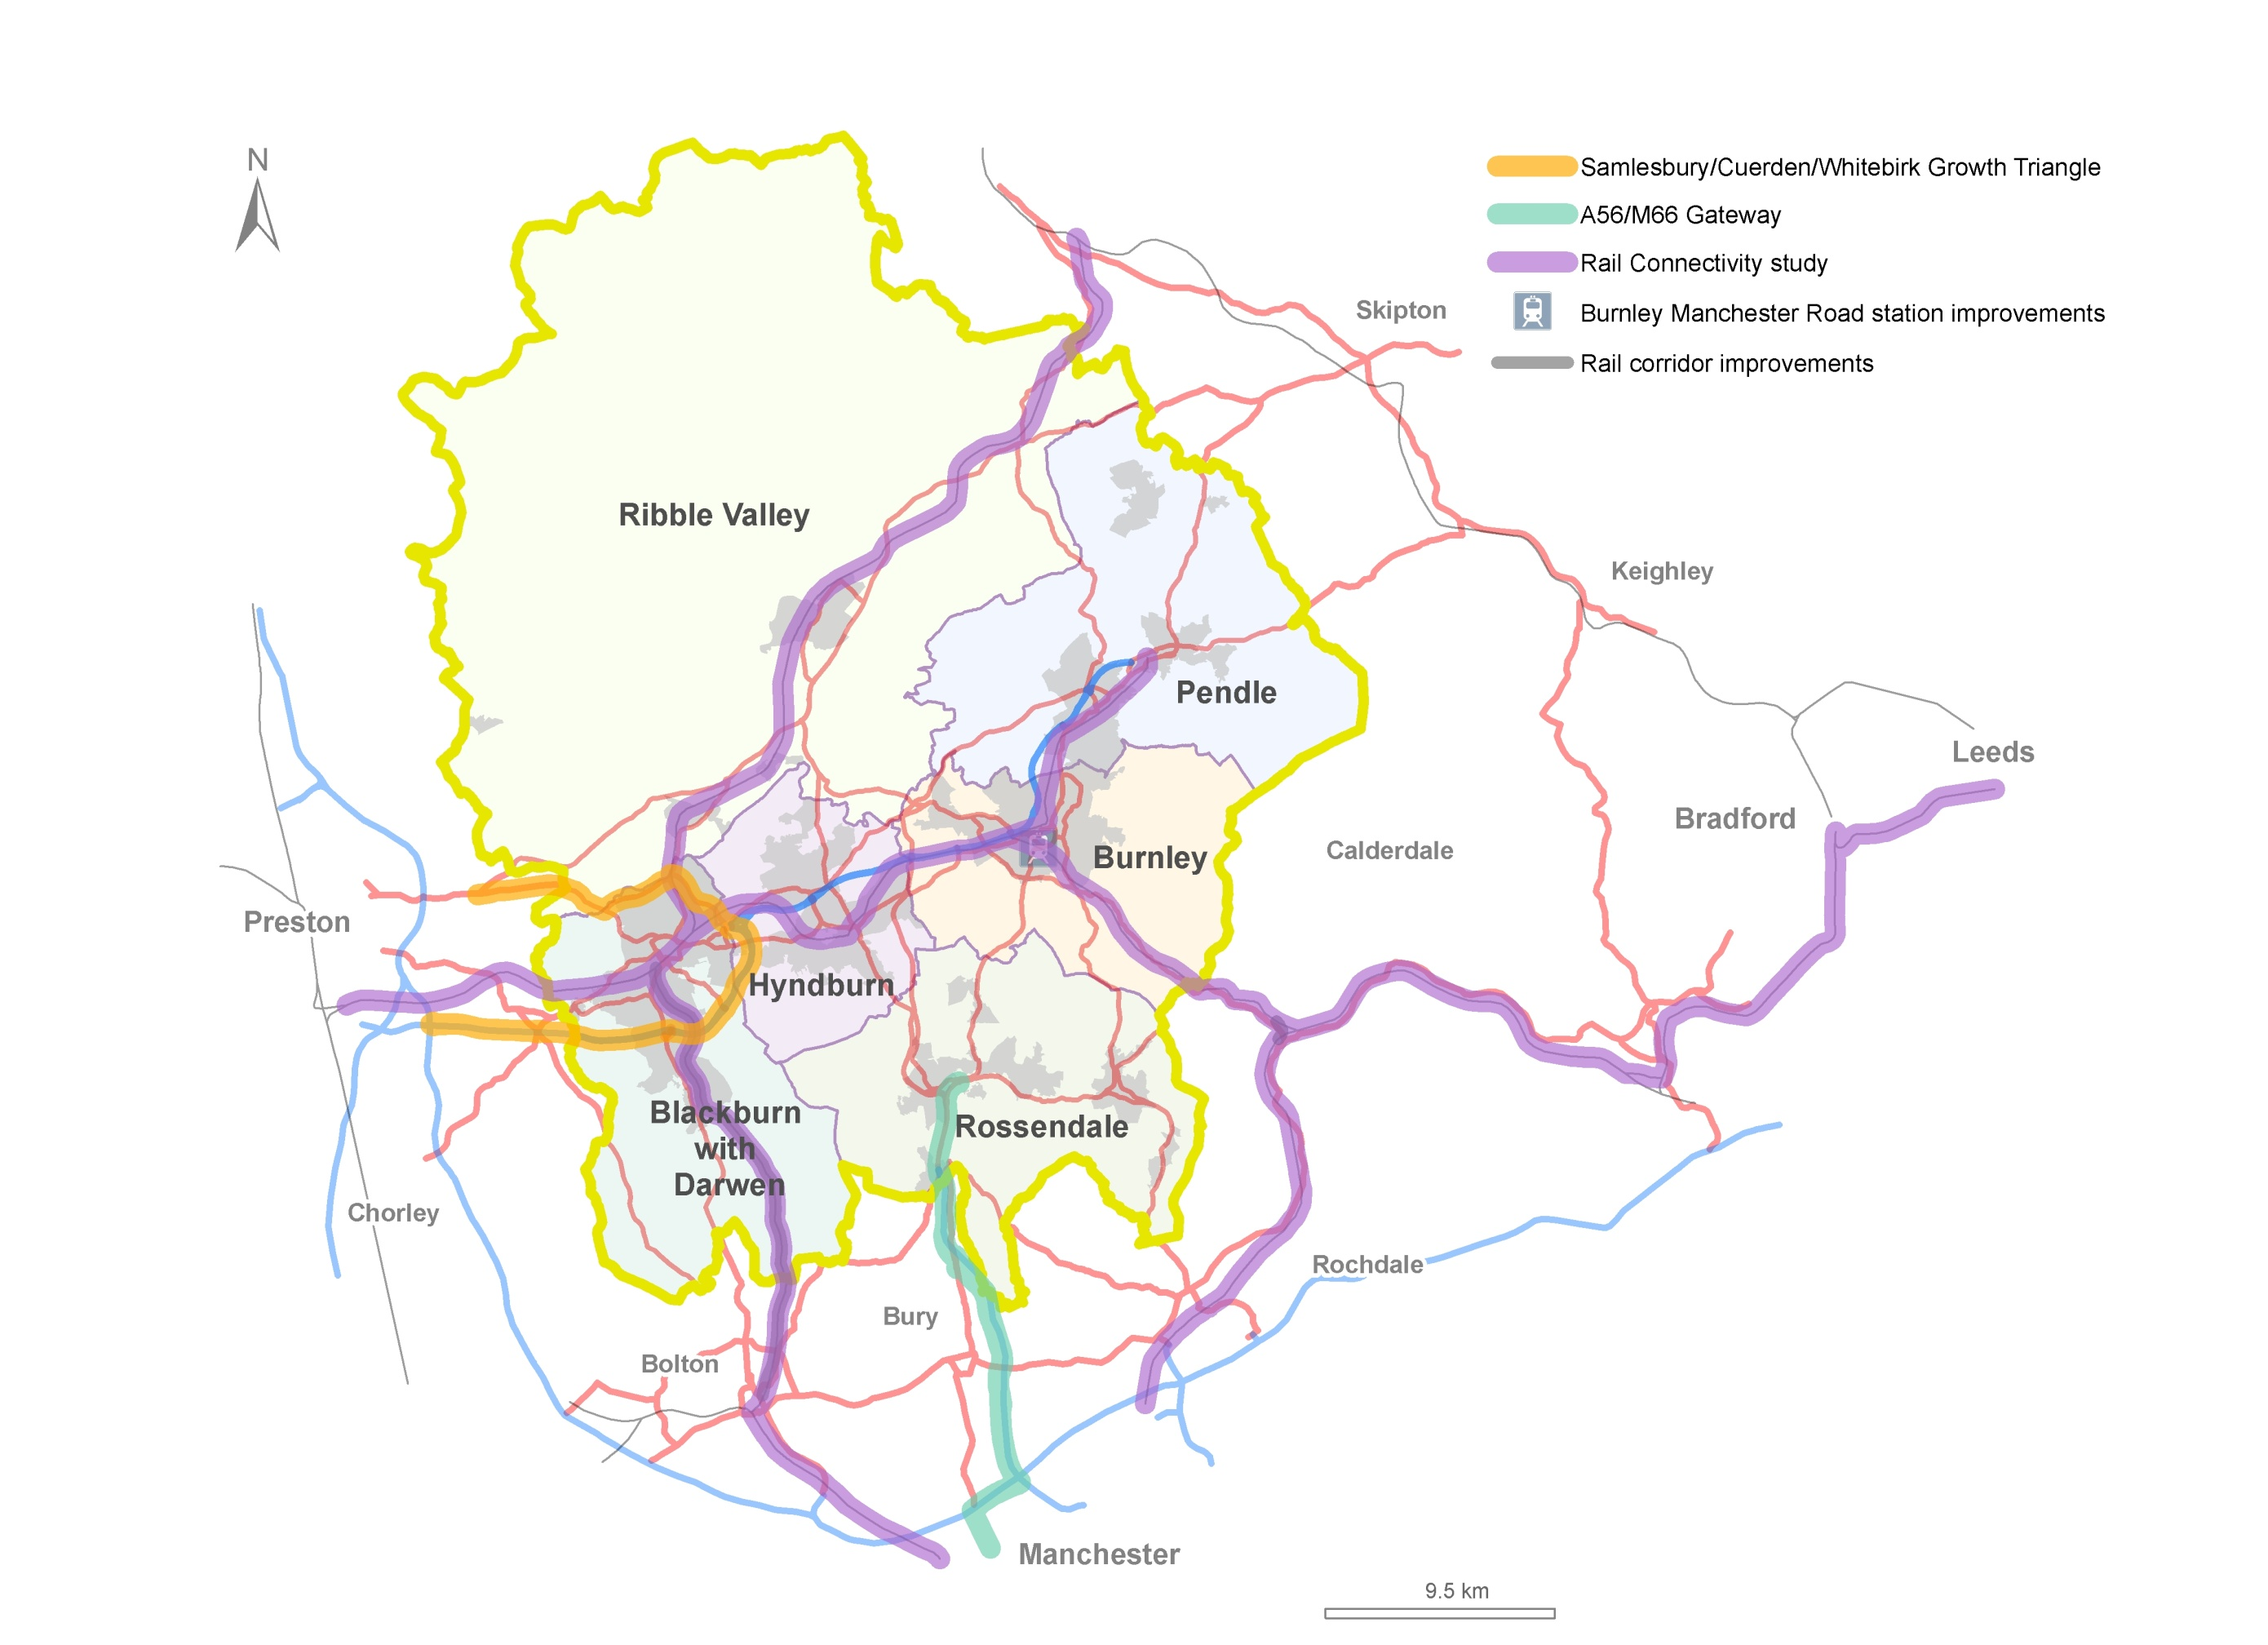 N
Samlesbury/Cuerden/Whitebirk Growth Triangle
A56/M66 Gateway
Rail Connectivity study
Burnley Manchester Road station improvements
Rail corridor improvements
Skipton
Ribble Valley
Keighley
Pendle
Leeds
Bradford
Burnley
Calderdale
Preston
Hyndburn
Blackburn
with
Darwen
Rossendale
Chorley
Rochdale
Bury
Bolton
Manchester
9.5 km